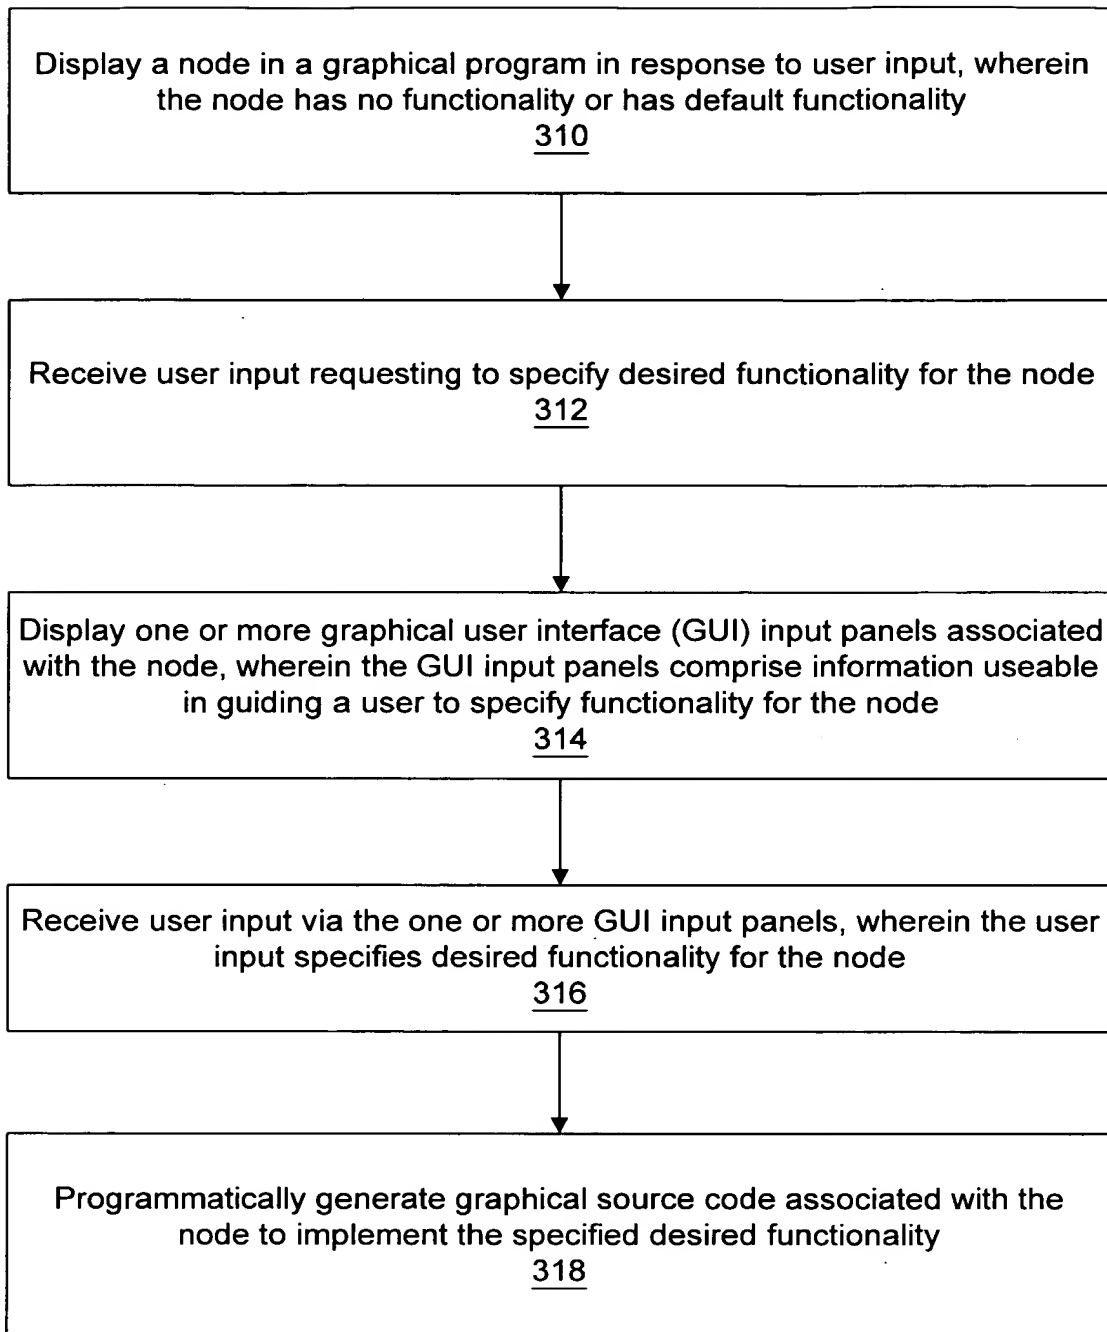 Display a node in a graphical program in response to user input, wherein
the node has no functionality or has default functionality
310
Receive user input requesting to specify desired functionality for the node
312
Display one or more graphical user interface (GUI) input panels associated
with the node, wherein the GUI input panels comprise information useable
in guiding a user to specify functionality for the node
314
Receive user input via the one or more GUI input panels, wherein the user
input specifies desired functionality for the node
316
Programmatically generate graphical source code associated with the
node to implement the specified desired functionality
318